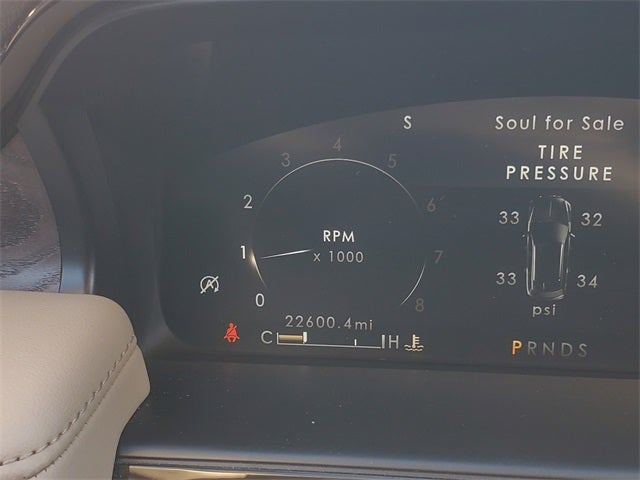 S
Soul for Sale
TIRE
PRESSURE
0 1 2 3 4 5 6 7 8
RPM
x 1000
33 32
33 34
psi
A
22600.4mi
C H
PRNDS